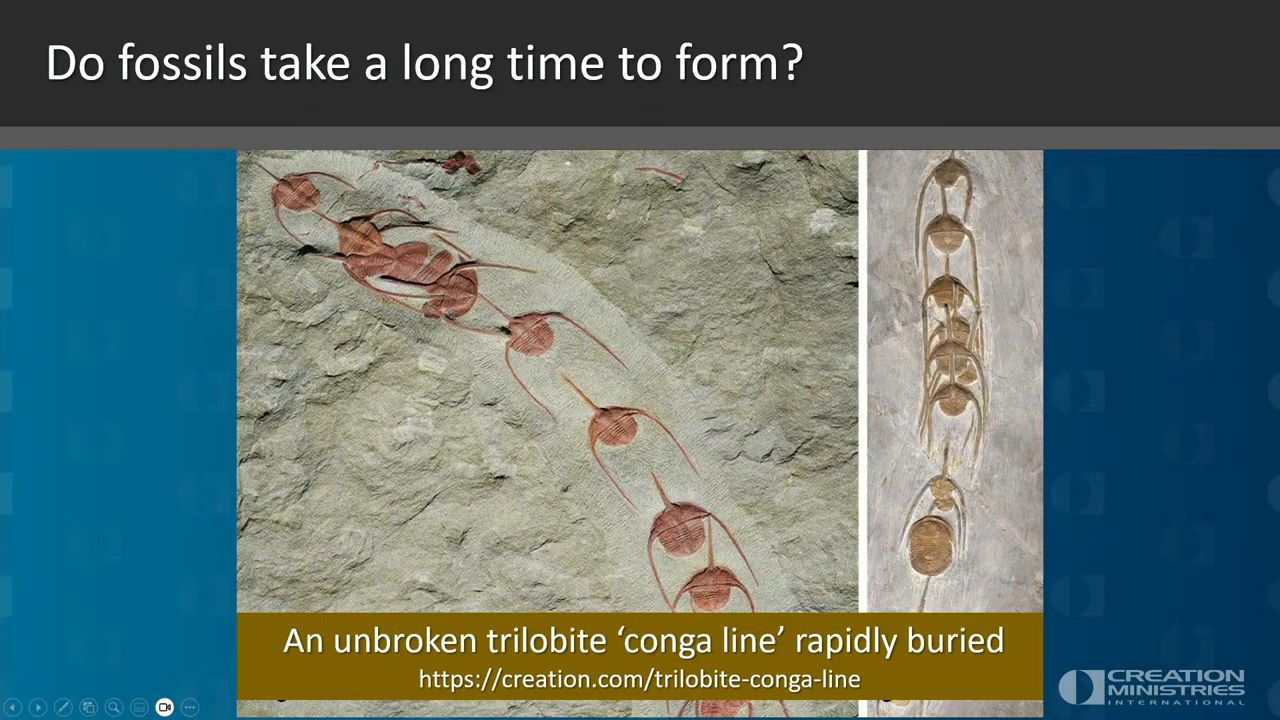 Do fossils take a long time to form?
An unbroken trilobite ‘conga line’ rapidly buried
https://creation.com/trilobite-conga-line
CREATION
MINISTRIES
INTERNATIONAL